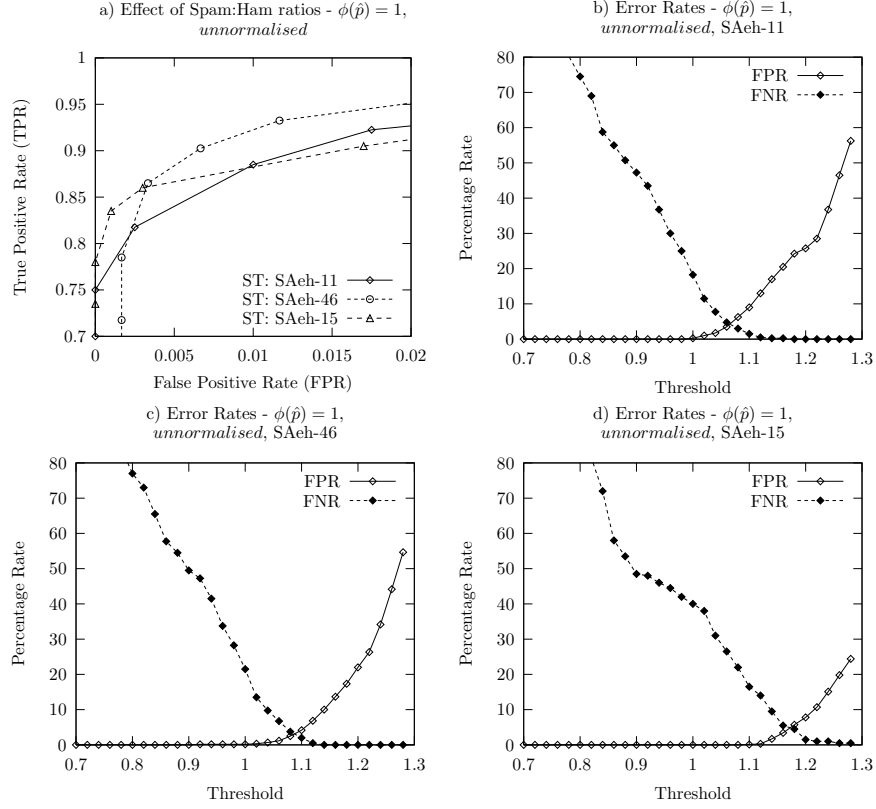 a) Effect of Spam:Ham ratios - ϕ(p̂) = 1,
unnormalised
True Positive Rate (TPR)
1
0.95
0.9
0.85
0.8
0.75
0.7
0 0.005 0.01 0.015 0.02
False Positive Rate (FPR)
ST: SAeh-11
ST: SAeh-46
ST: SAeh-15
b) Error Rates - ϕ(p̂) = 1,
unnormalised, SAeh-11
Percentage Rate
80
70
60
50
40
30
20
10
0
0.7 0.8 0.9 1 1.1 1.2 1.3
Threshold
FPR
FNR
c) Error Rates - ϕ(p̂) = 1,
unnormalised, SAeh-46
Percentage Rate
80
70
60
50
40
30
20
10
0
0.7 0.8 0.9 1 1.1 1.2 1.3
Threshold
FPR
FNR
d) Error Rates - ϕ(p̂) = 1,
unnormalised, SAeh-15
Percentage Rate
80
70
60
50
40
30
20
10
0
0.7 0.8 0.9 1 1.1 1.2 1.3
Threshold
FPR
FNR